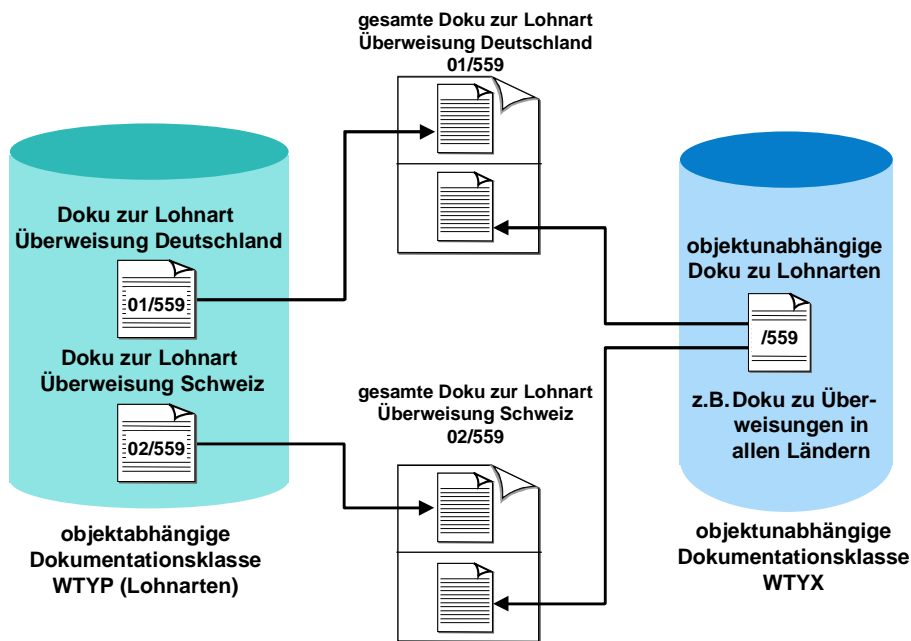 gesamte Doku zur Lohnart
Überweisung Deutschland
01/559
Doku zur Lohnart
Überweisung Deutschland
01/559
Doku zur Lohnart
Überweisung Schweiz
02/559
objektabhängige
Dokumentationsklasse
WTYP (Lohnarten)
gesamte Doku zur Lohnart
Überweisung Schweiz
02/559
objektunabhängige
Doku zu Lohnarten
/559
z.B. Doku zu Über-
weisungen in
allen Ländern
objektunabhängige
Dokumentationsklasse
WTYX